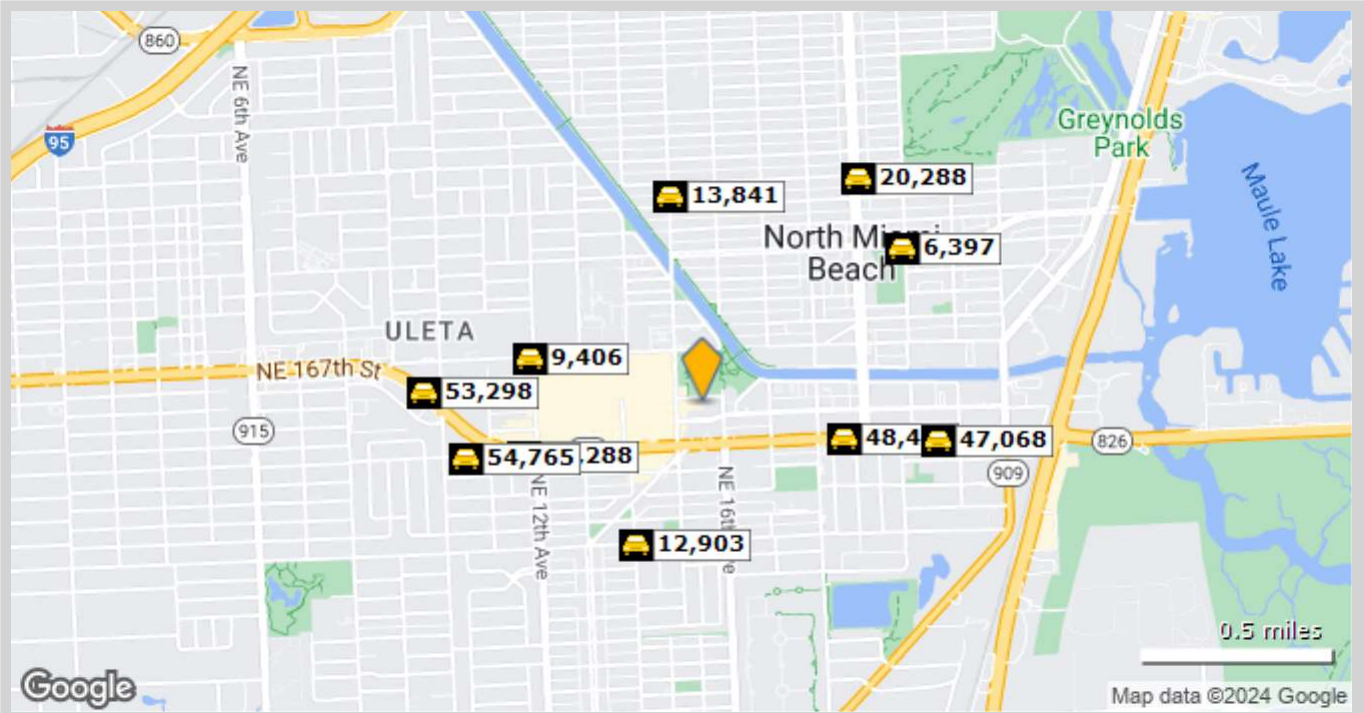 860
NE 6th Ave
95
Greynolds
Park
13,841
20,288
Maule Lake
North Mi
Beach
6,397
ULETA
9,406
NE 167th St
53,298
915
48,4
47,068
826
54,765
.288
909
NE 12th Ave
NE 16th
12,903
0.5 miles
Google
Map data ©2024 Google